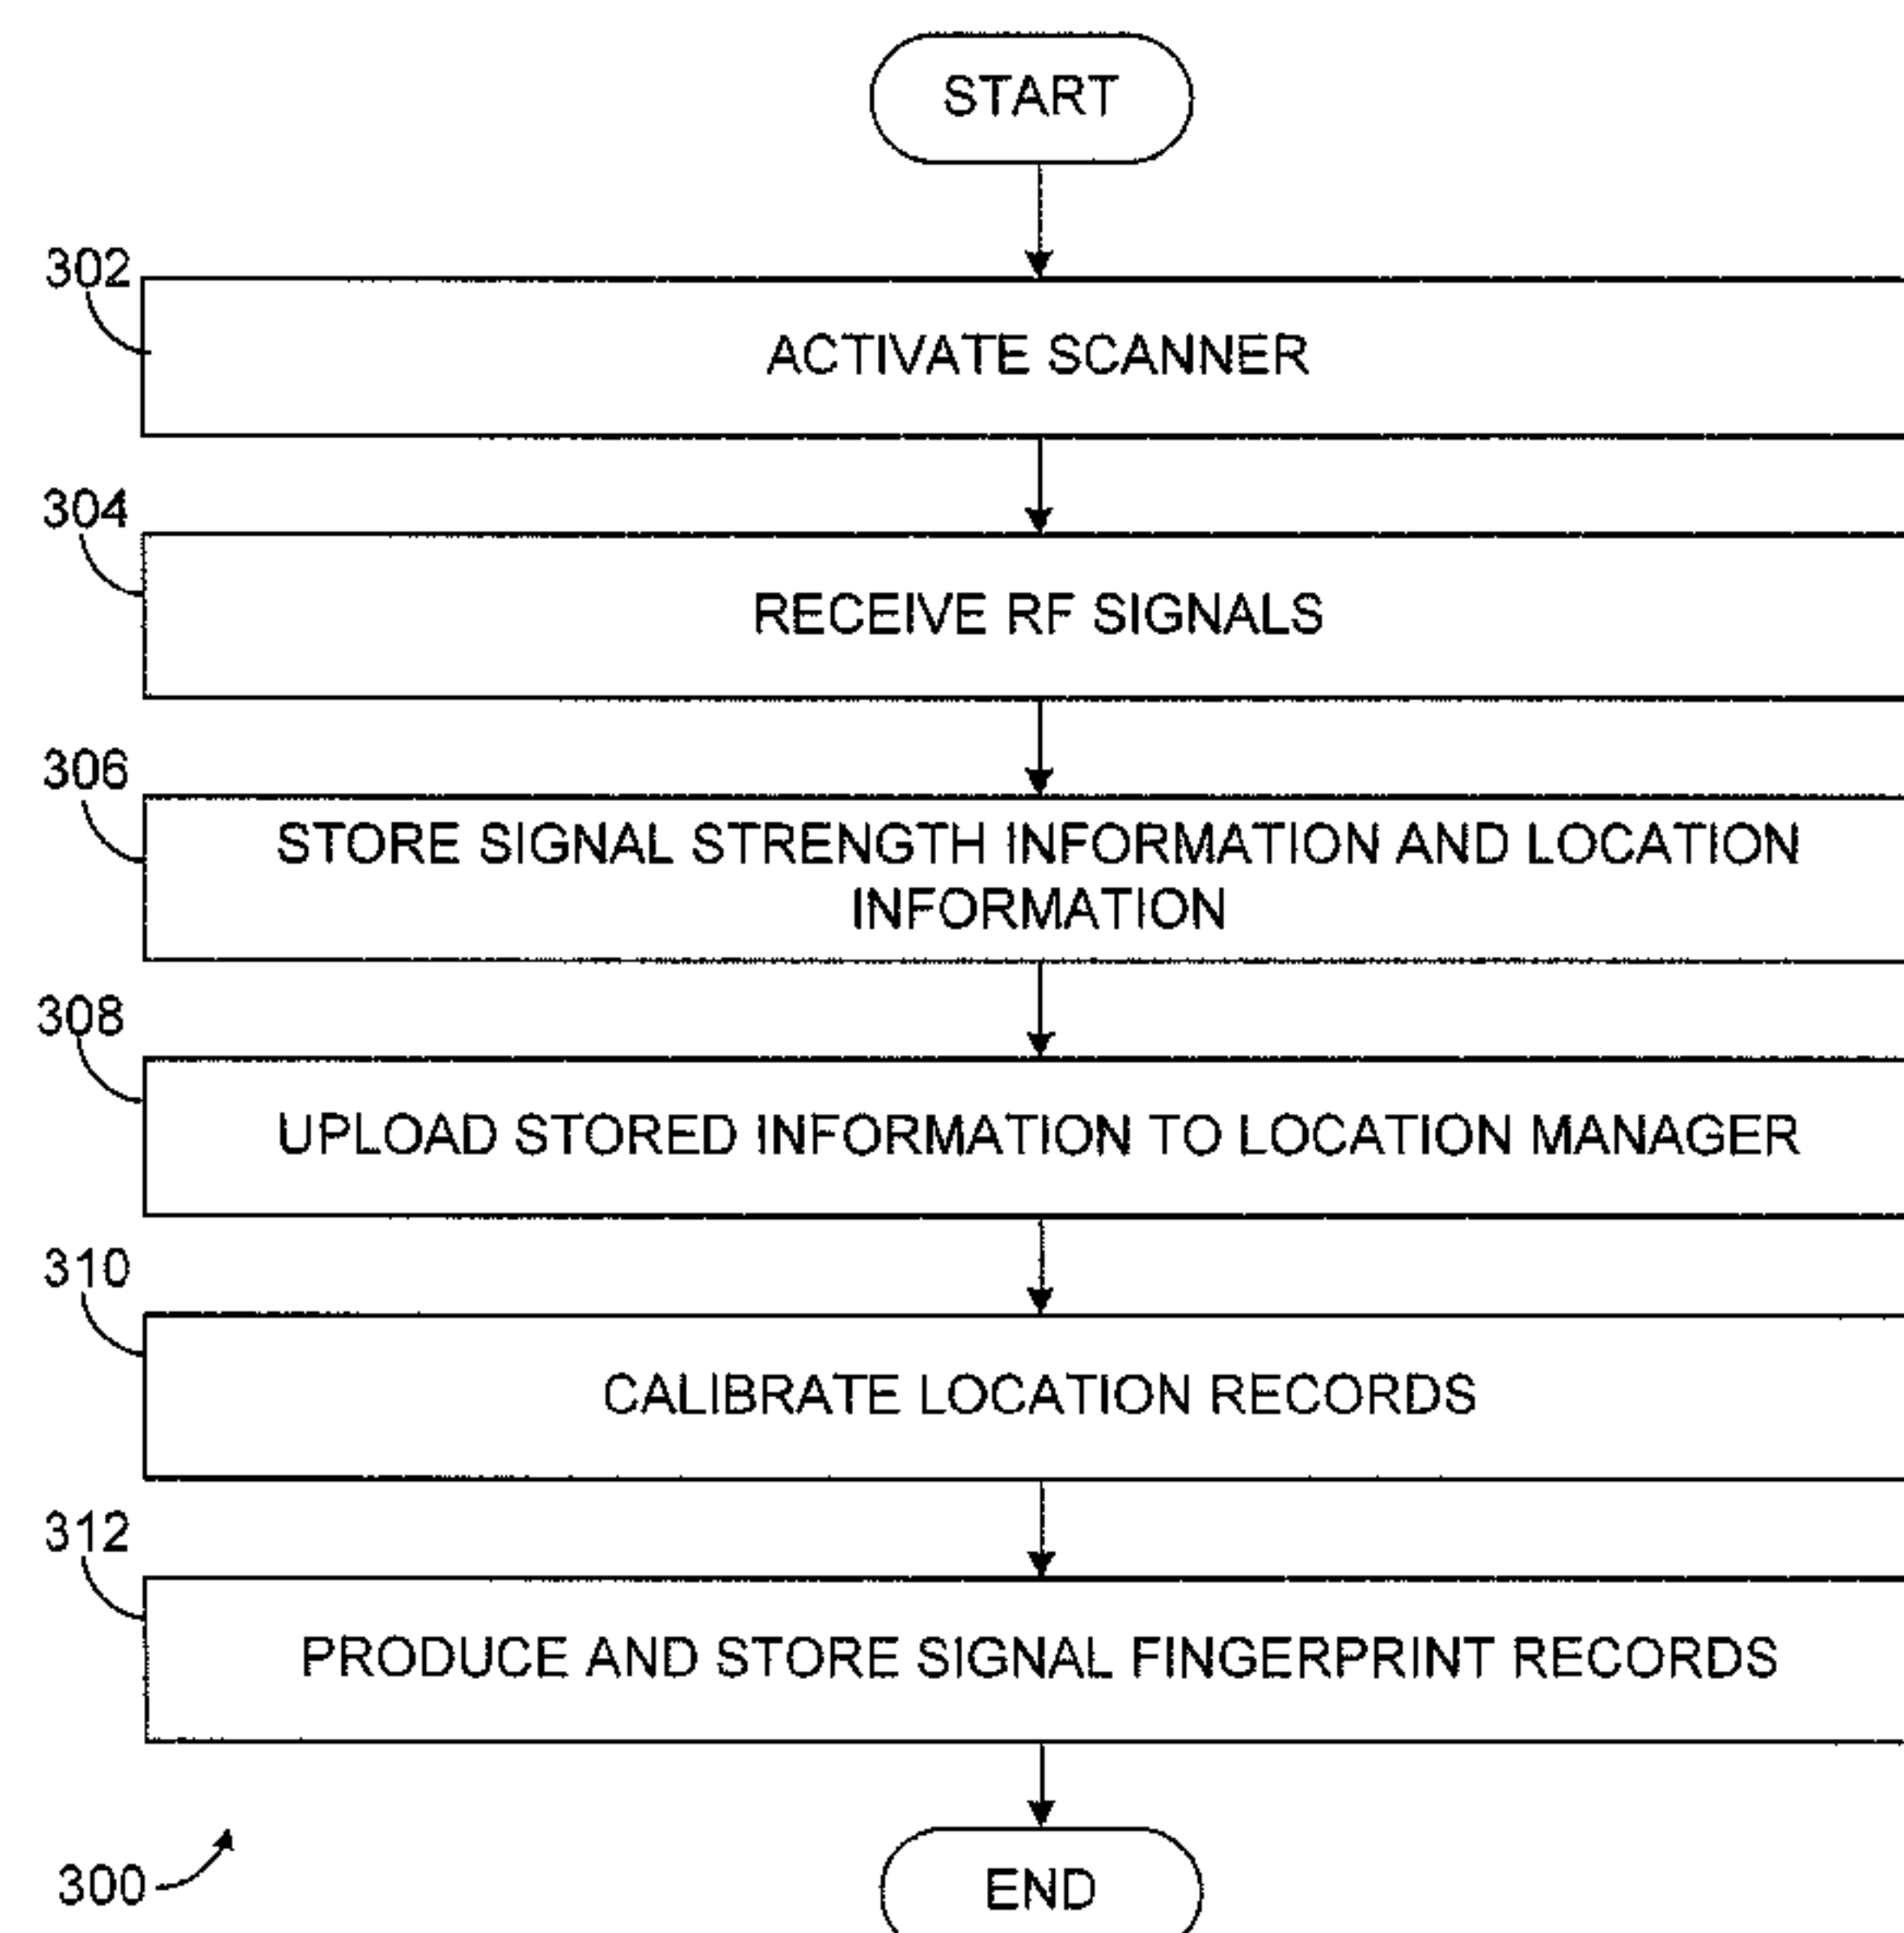 START
302
ACTIVATE SCANNER
304
RECEIVE RF SIGNALS
306
STORE SIGNAL STRENGTH INFORMATION AND LOCATION
INFORMATION
308
UPLOAD STORED INFORMATION TO LOCATION MANAGER
310
CALIBRATE LOCATION RECORDS
312
PRODUCE AND STORE SIGNAL FINGERPRINT RECORDS
300
END